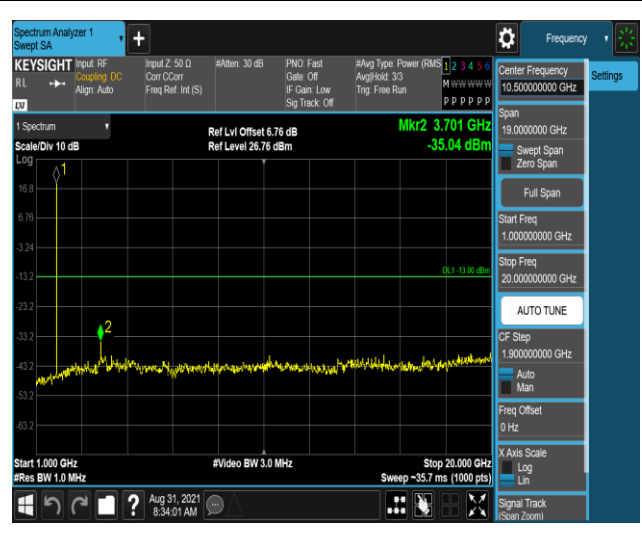 Spectrum Analyzer 1
Swept SA
Frequency
KEYSIGHT
RL
Input: RF
Coupling: DC
Align: Auto
Input Z: 50 Ω
Corr CCorr
Freq Ref: Int (S)
#Atten: 30 dB
PNO: Fast
Gate: Off
IF Gain: Low
Sig Track: Off
#Avg Type: Power (RMS
Avg|Hold: 3/3
Trig: Free Run
1 2 3 4 5 6
M W W W W W
P P P P P P
LXI
1 Spectrum
Scale/Div 10 dB
Log
Ref Lvl Offset 6.76 dB
Ref Level 26.76 dBm
Mkr2 3.701 GHz
-35.04 dBm
1
16.8
6.76
-3.24
-13.2
-23.2
-33.2
-43.2
-53.2
-63.2
DL1 -13.00 dBm
2
Start 1.000 GHz
#Res BW 1.0 MHz
#Video BW 3.0 MHz
Stop 20.000 GHz
Sweep ~35.7 ms (1000 pts)
Aug 31, 2021
8:34:01 AM
Center Frequency
10.500000000 GHz
Settings
Span
19.0000000 GHz
Swept Span
Zero Span
Full Span
Start Freq
1.000000000 GHz
Stop Freq
20.000000000 GHz
AUTO TUNE
CF Step
1.900000000 GHz
Auto
Man
Freq Offset
0 Hz
X Axis Scale
Log
Lin
Signal Track
(Span Zoom)